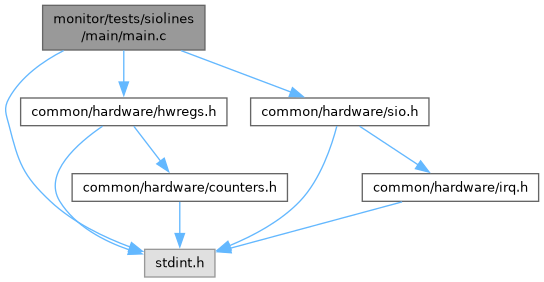 monitor/tests/siolines
/main/main.c
common/hardware/hwregs.h
common/hardware/sio.h
common/hardware/counters.h
common/hardware/irq.h
stdint.h